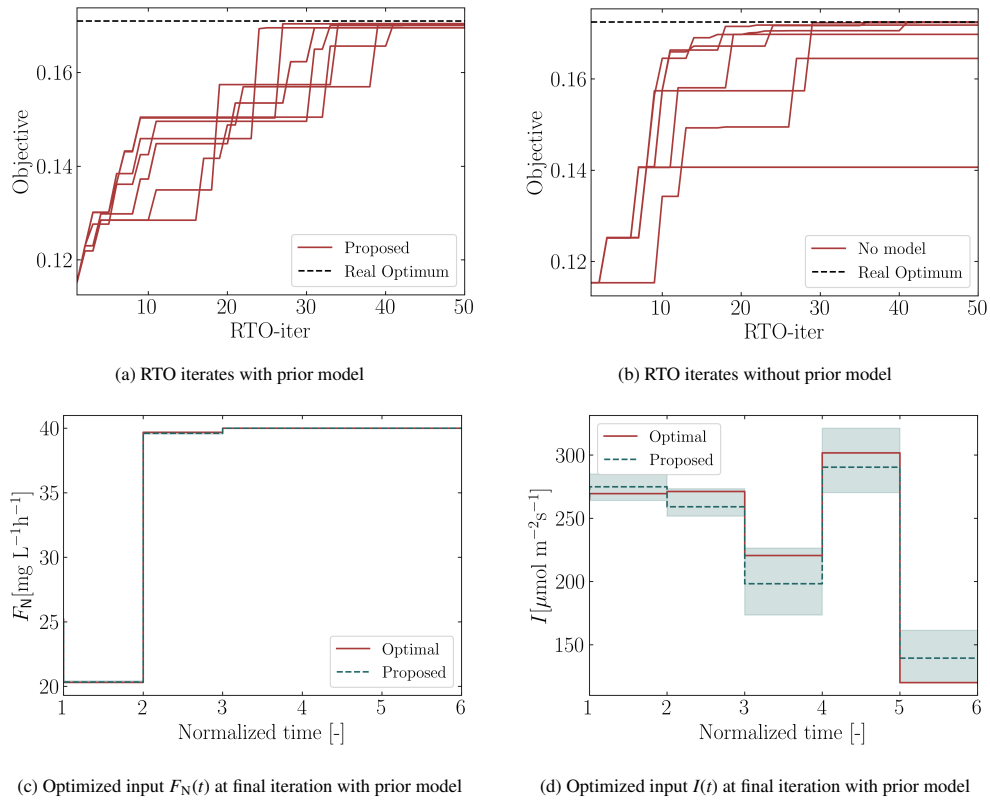 0.16
0.14
0.12
Objective
10
20
30
40
50
RTO-iter
Proposed
Real Optimum
(a) RTO iterates with prior model
0.16
0.14
0.12
Objective
10
20
30
40
50
RTO-iter
No model
Real Optimum
(b) RTO iterates without prior model
40
35
30
25
20
F_N[mg L⁻¹h⁻¹]
1
2
3
4
5
6
Normalized time [-]
Optimal
Proposed
(c) Optimized input F_N(t) at final iteration with prior model
300
250
200
150
I[μmol m⁻²s⁻¹]
1
2
3
4
5
6
Normalized time [-]
Optimal
Proposed
(d) Optimized input I(t) at final iteration with prior model